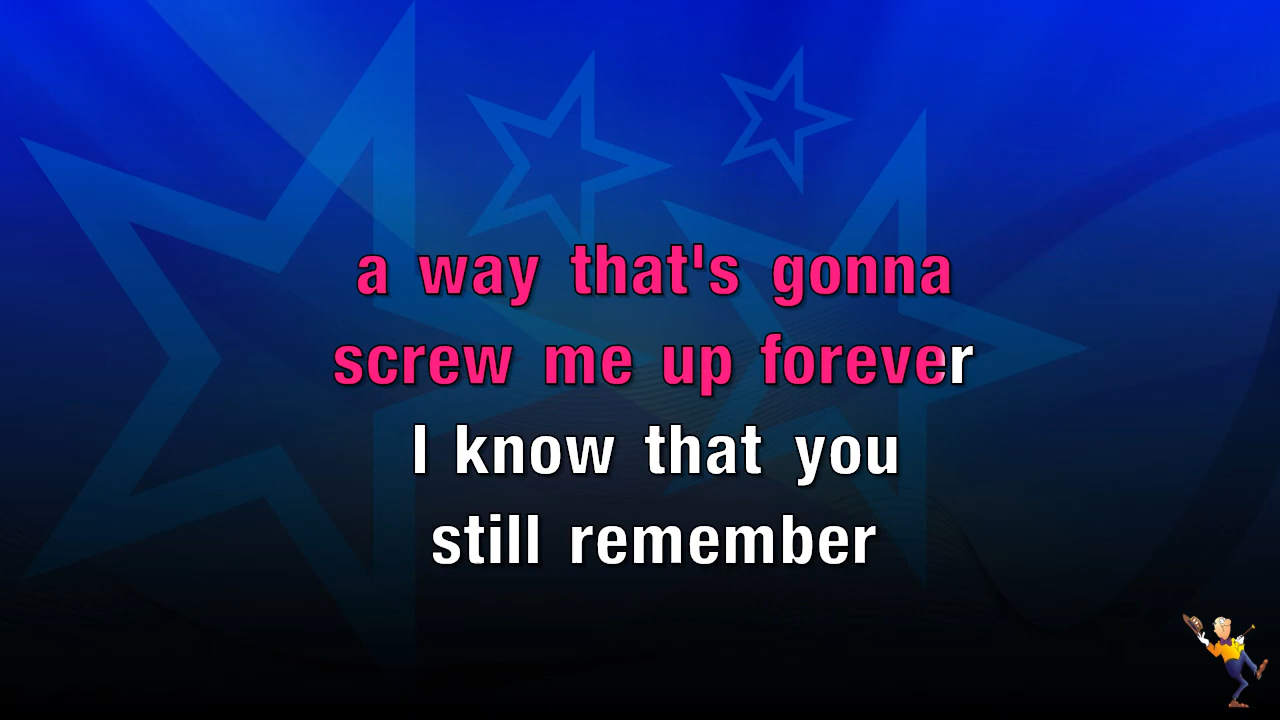 a way that's gonna
screw me up forever
I know that you
still remember